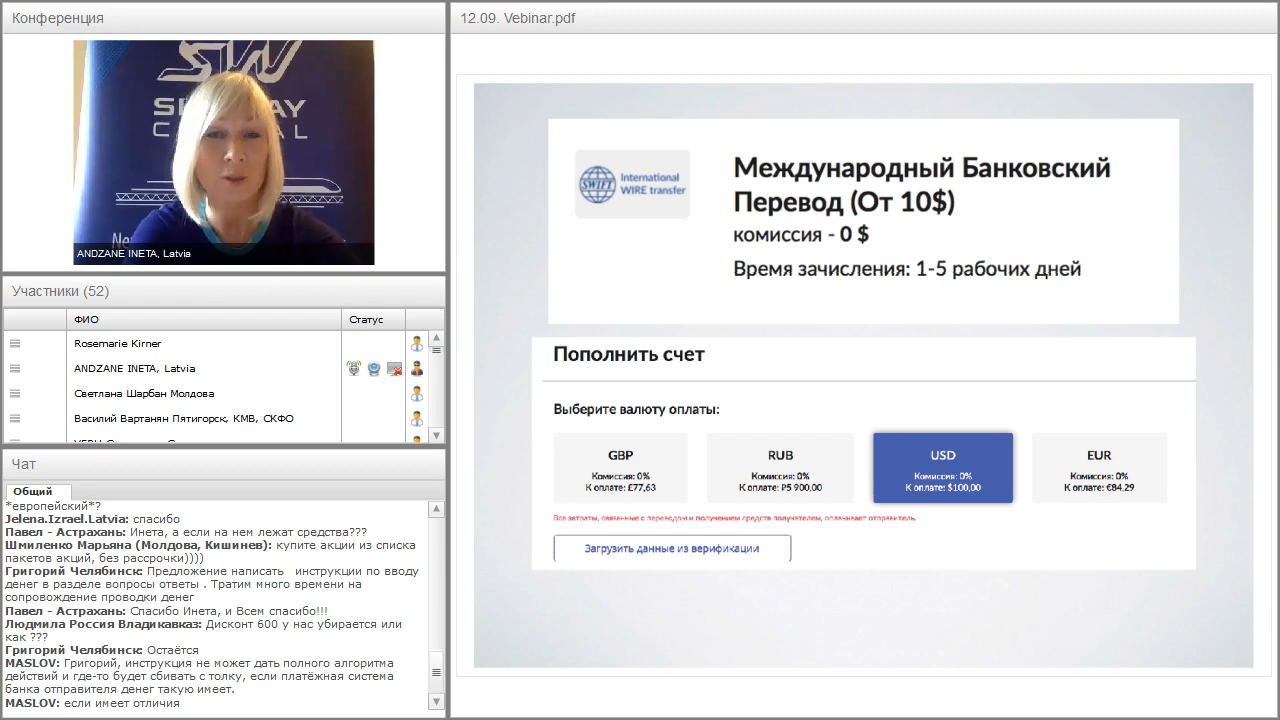 Конференция
SW
CAPITAL
ANDZANE INETA, Latvia
Участники (52)
ФИО Статус
Rosemarie Kirner
ANDZANE INETA, Latvia
Светлана Шарбан Молдова
Василий Вартанян Пятигорск, КМВ, СКФО
Чат
Общий
*европейский*?
Jelena.Izrael.Latvia: спасибо
Павел - Астрахань: Инета, а если на нем лежат средства???
Шмиленко Марьяна (Молдова, Кишинев): купите акции из списка
пакетов акций, без рассрочки))))
Григорий Челябинск: Предложение написать инструкции по вводу
денег в разделе вопросы ответы . Тратим много времени на
сопровождение проводки денег
Павел - Астрахань: Спасибо Инета, и Всем спасибо!!!
Людмила Россия Владикавказ: Дисконт 600 у нас убирается или
как ???
Григорий Челябинск: Остаётся
MASLOV: Григорий, инструкция не может дать полного алгоритма
действий и где-то будет сбивать с толку, если платёжная система
банка отправителя денег такую имеет.
MASLOV: если имеет отличия
12.09. Vebinar.pdf
SWIFT International
WIRE transfer
Международный Банковский
Перевод (От 10$)
комиссия - 0 $
Время зачисления: 1-5 рабочих дней
Пополнить счет
Выберите валюту оплаты:
GBP
Комиссия: 0%
К оплате: £77,63
RUB
Комиссия: 0%
К оплате: ₽5 900,00
USD
Комиссия: 0%
К оплате: $100,00
EUR
Комиссия: 0%
К оплате: €84,29
Все затраты, связанные с переводом и получением средств получателем, оплачивает отправитель.
Загрузить данные из верификации